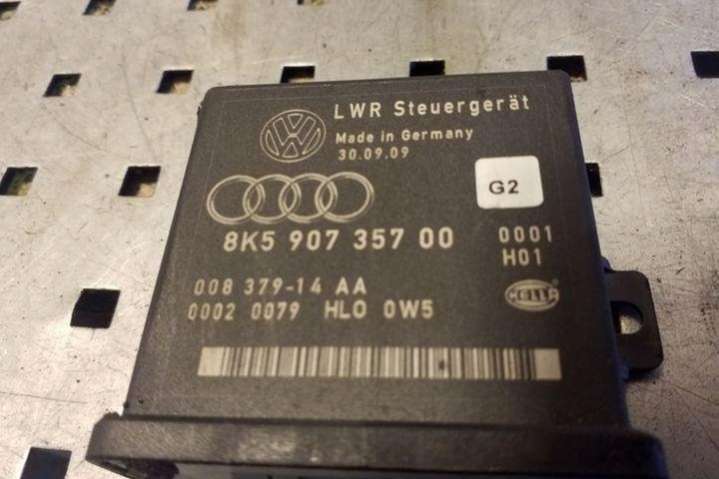 LWR Steuergerät
Made in Germany
30.09.09
G2
8K5 907 357 00
0001
H01
008 379-14 AA
0002 0079 HL0 0W5
HELLA